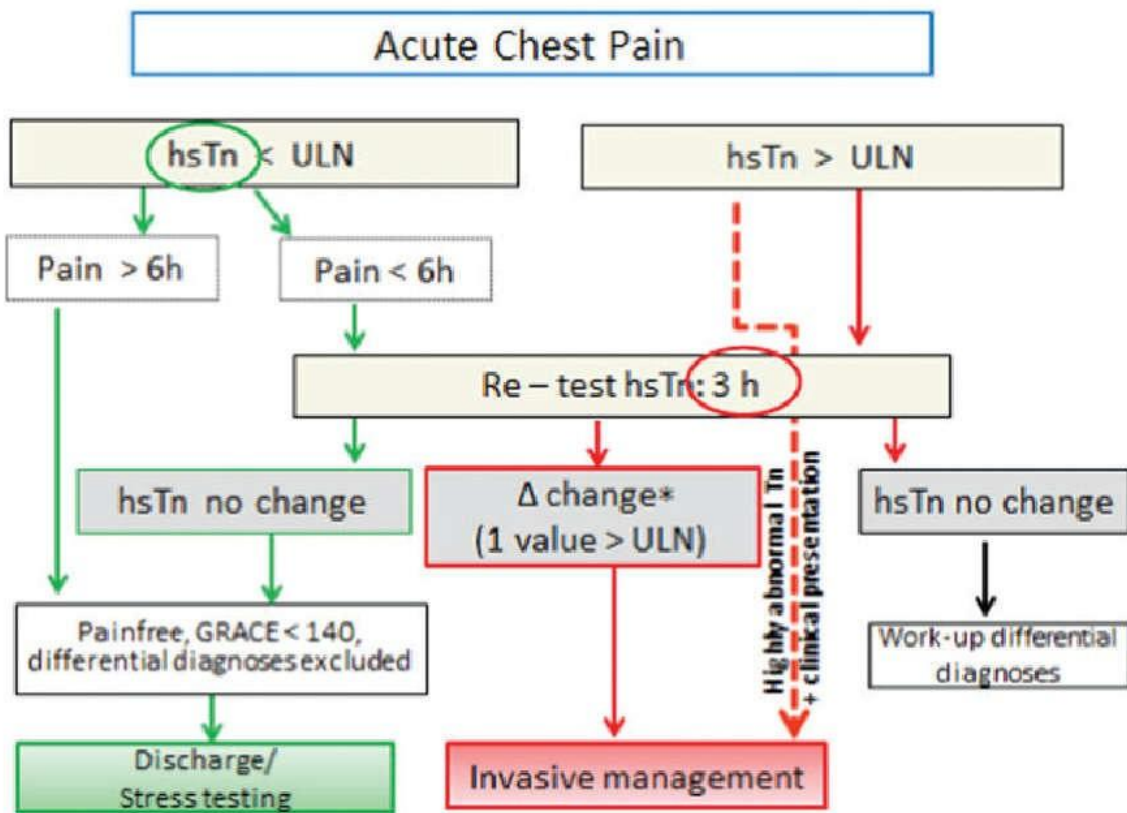 Acute Chest Pain
hsTn < ULN
hsTn > ULN
Pain > 6h
Pain < 6h
Re – test hsTn: 3 h
hsTn no change
Δ change*
(1 value > ULN)
Highly abnormal Tn
+ clinical presentation
hsTn no change
Painfree, GRACE < 140,
differential diagnoses excluded
Work-up differential
diagnoses
Discharge/
Stress testing
Invasive management